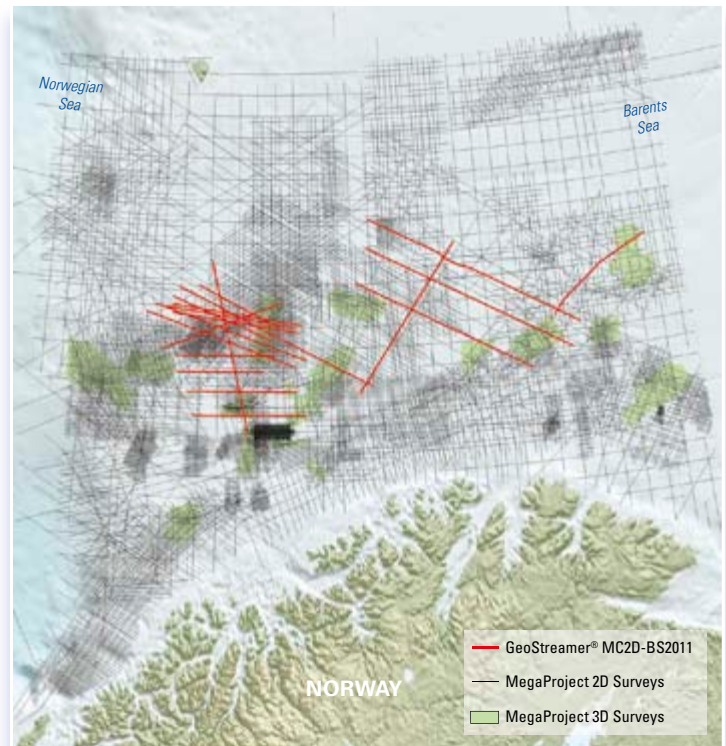 Norwegian
Sea
Barents
Sea
NORWAY
GeoStreamer® MC2D-BS2011
MegaProject 2D Surveys
MegaProject 3D Surveys